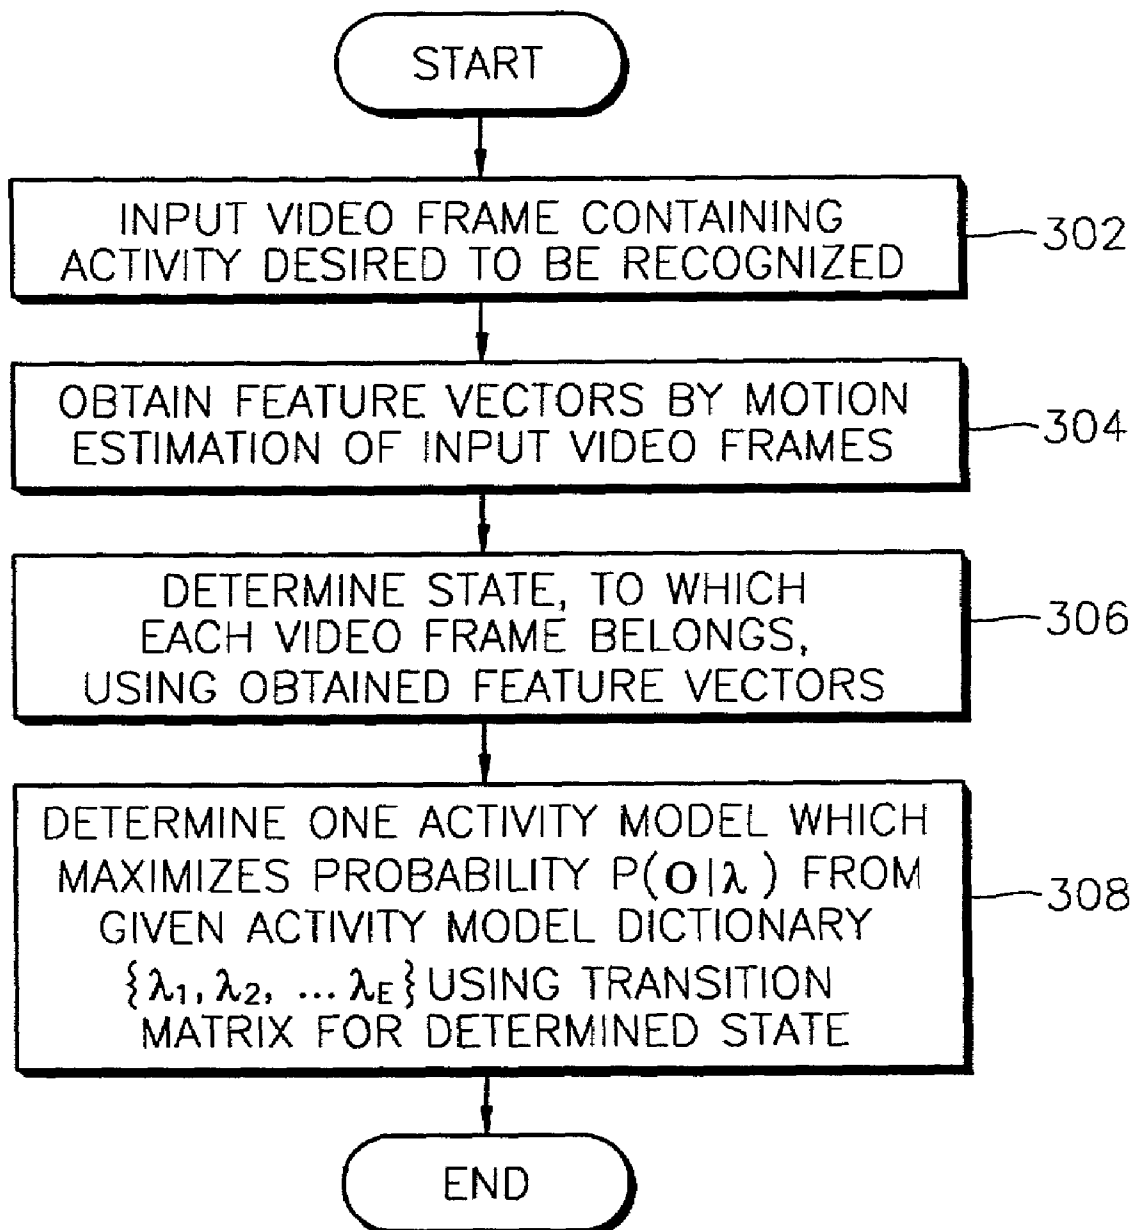 START
INPUT VIDEO FRAME CONTAINING
ACTIVITY DESIRED TO BE RECOGNIZED
302
OBTAIN FEATURE VECTORS BY MOTION
ESTIMATION OF INPUT VIDEO FRAMES
304
DETERMINE STATE, TO WHICH
EACH VIDEO FRAME BELONGS,
USING OBTAINED FEATURE VECTORS
306
DETERMINE ONE ACTIVITY MODEL WHICH
MAXIMIZES PROBABILITY P(O|λ) FROM
GIVEN ACTIVITY MODEL DICTIONARY
{λ₁, λ₂, ... λE} USING TRANSITION
MATRIX FOR DETERMINED STATE
308
END